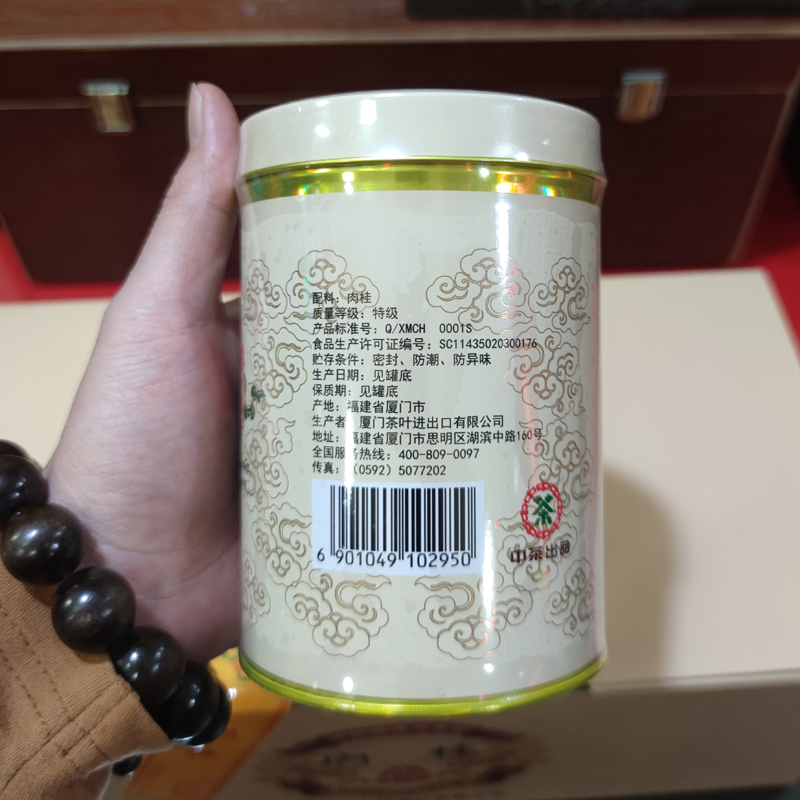 配料：肉桂
质量等级：特级
产品标准号：Q/XMCH 0001S
食品生产许可证编号：SC11435020300176
贮存条件：密封、防潮、防异味
生产日期：见罐底
保质期：见罐底
产地：福建省厦门市
生产者：厦门茶叶进出口有限公司
地址：福建省厦门市思明区湖滨中路160号
全国服务热线：400-809-0097
传真：（0592）5077202
6 901049 102950
茶
中茶出品